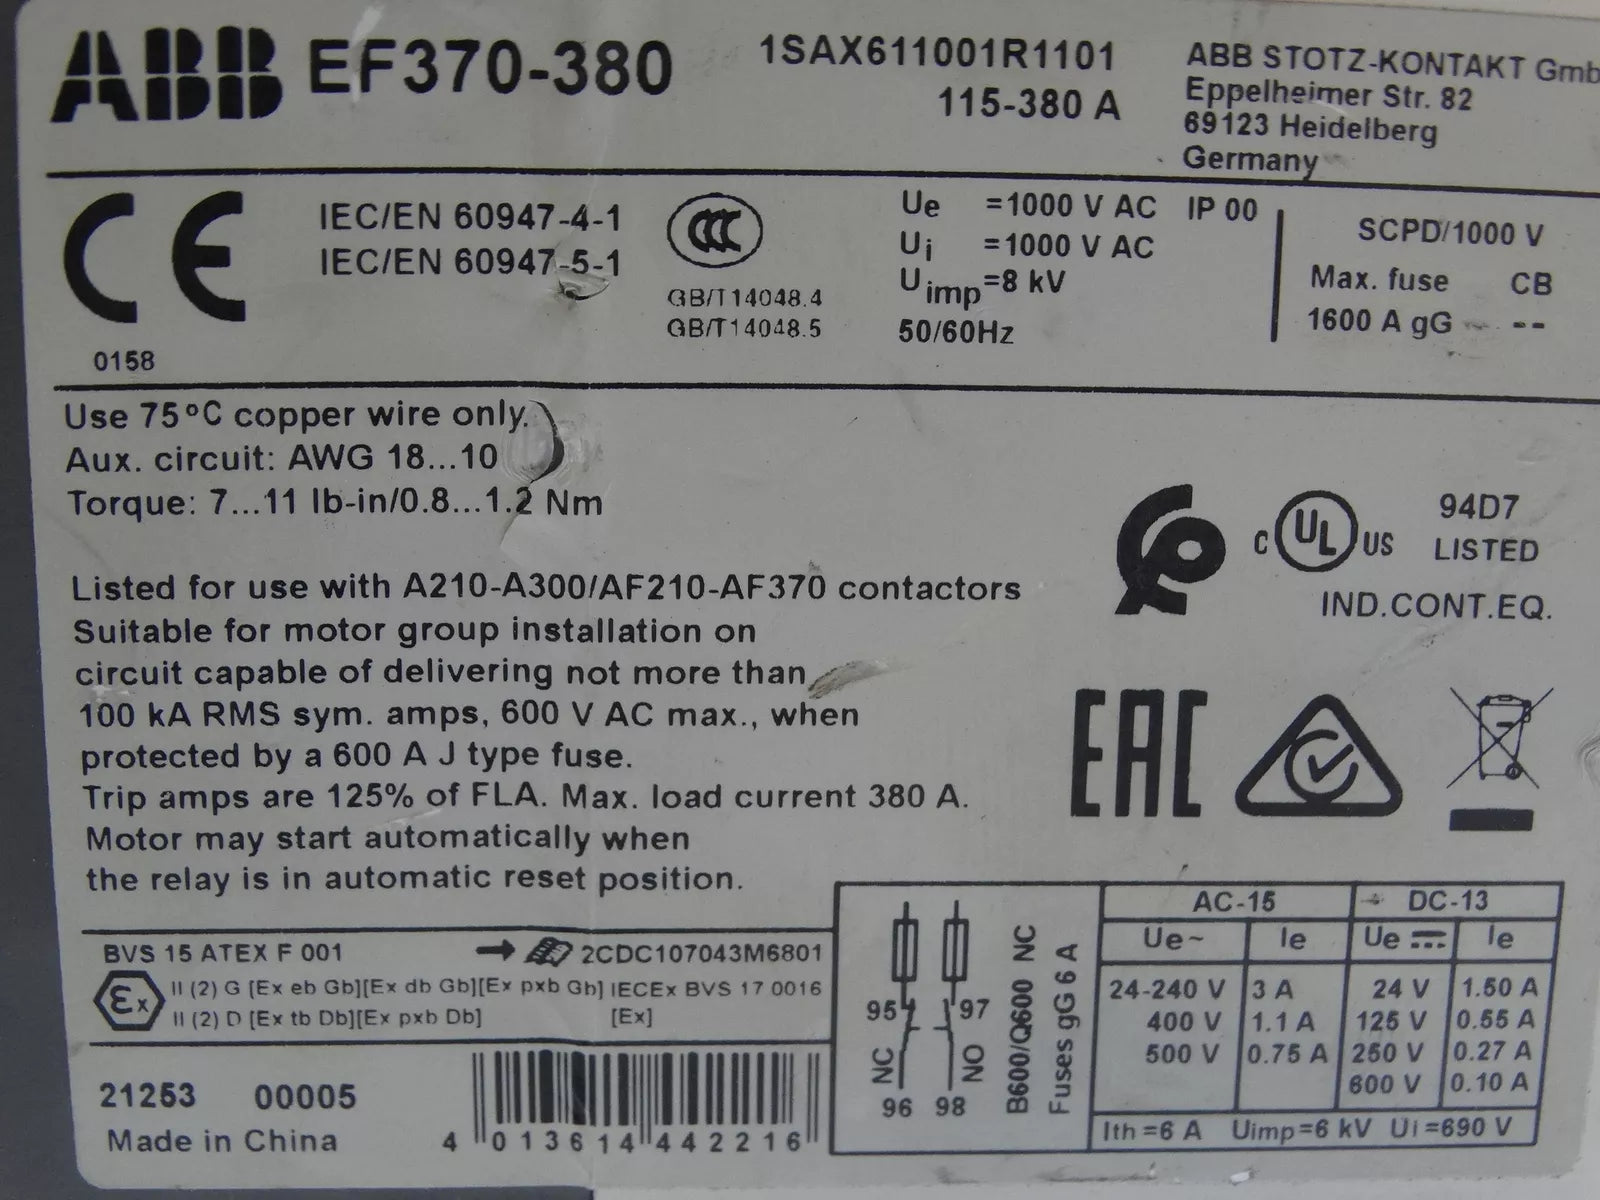 ABB EF370-380
1SAX611001R1101
115-380 A
ABB STOTZ-KONTAKT Gmb
Eppelheimer Str. 82
69123 Heidelberg
Germany
CE
0158
IEC/EN 60947-4-1
IEC/EN 60947-5-1
CCC
GB/T14048.4
GB/T14048.5
Ue =1000 V AC IP 00
Ui =1000 V AC
Uimp=8 kV
50/60Hz
SCPD/1000 V
Max. fuse CB
1600 A gG --
Use 75°C copper wire only.
Aux. circuit: AWG 18...10
Torque: 7...11 lb-in/0.8...1.2 Nm
Listed for use with A210-A300/AF210-AF370 contactors
Suitable for motor group installation on
circuit capable of delivering not more than
100 kA RMS sym. amps, 600 V AC max., when
protected by a 600 A J type fuse.
Trip amps are 125% of FLA. Max. load current 380 A.
Motor may start automatically when
the relay is in automatic reset position.
C UL US
94D7
LISTED
IND.CONT.EQ.
EAC
BVS 15 ATEX F 001
2CDC107043M6801
Ex
II (2) G [Ex eb Gb][Ex db Gb][Ex pxb Gb] IECEx BVS 17 0016
II (2) D [Ex tb Db][Ex pxb Db] [Ex]
21253 00005
Made in China
4 013614 442216
95 97
NC NO
96 98
B600/Q600 NC
Fuses gG 6 A
AC-15 DC-13
Ue~ Ie Ue Ie
24-240 V 3 A 24 V 1.50 A
400 V 1.1 A 125 V 0.55 A
500 V 0.75 A 250 V 0.27 A
600 V 0.10 A
Ith=6 A Uimp=6 kV Ui=690 V